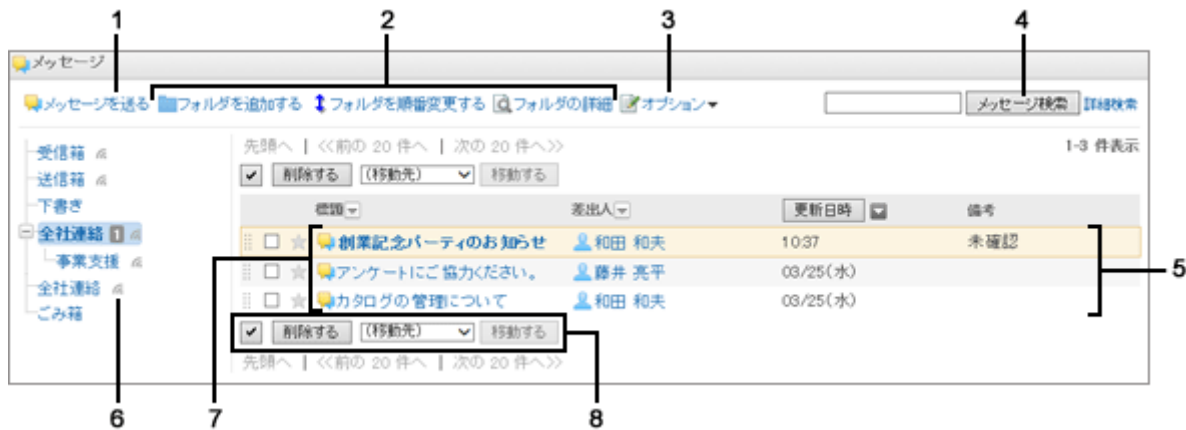 1 2 3 4
メッセージ
メッセージを送る フォルダを追加する フォルダを順番変更する フォルダの詳細 オプション メッセージ検索 詳細検索
受信箱
送信箱
下書き
全社連絡 1
事業支援
全社連絡
ごみ箱
先頭へ | <<前の 20 件へ | 次の 20 件へ>> 1-3 件表示
削除する (移動先) 移動する
標題 差出人 更新日時 備考
創業記念パーティのお知らせ 和田 和夫 10:37 未確認
アンケートにご協力ください。 藤井 亮平 03/25(水)
カタログの管理について 和田 和夫 03/25(水)
削除する (移動先) 移動する
先頭へ | <<前の 20 件へ | 次の 20 件へ>>
5
6 7 8